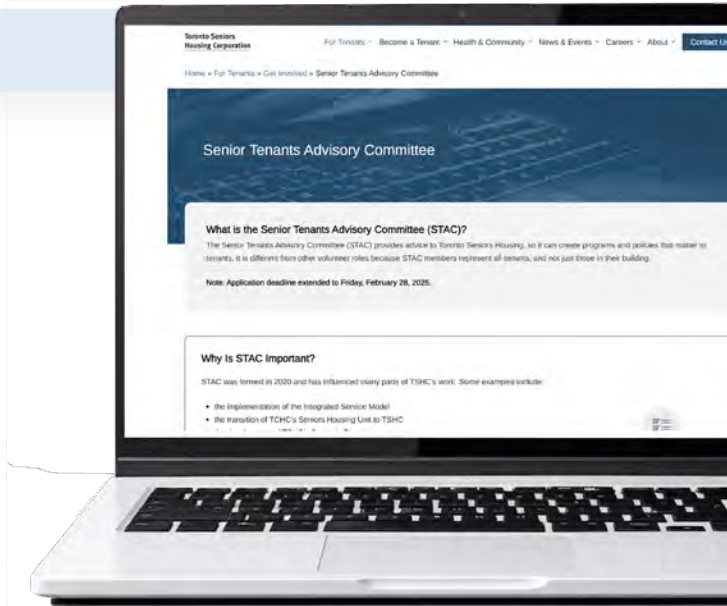 Toronto Seniors
Housing Corporation
For Tenants Become a Tenant Health & Community News & Events Careers About Contact Us
Home » For Tenants » Get Involved » Senior Tenants Advisory Committee
Senior Tenants Advisory Committee
What is the Senior Tenants Advisory Committee (STAC)?
The Senior Tenants Advisory Committee (STAC) provides advice to Toronto Seniors Housing, so it can create programs and policies that matter to
tenants. It is different from other volunteer roles because STAC members represent all tenants, and not just those in their building.
Note: Application deadline extended to Friday, February 28, 2025.
Why Is STAC Important?
STAC was formed in 2020 and has influenced many parts of TSHC's work. Some examples include:
• the implementation of the Integrated Service Model
• the transition of TCHC's Seniors Housing Unit to TSHC